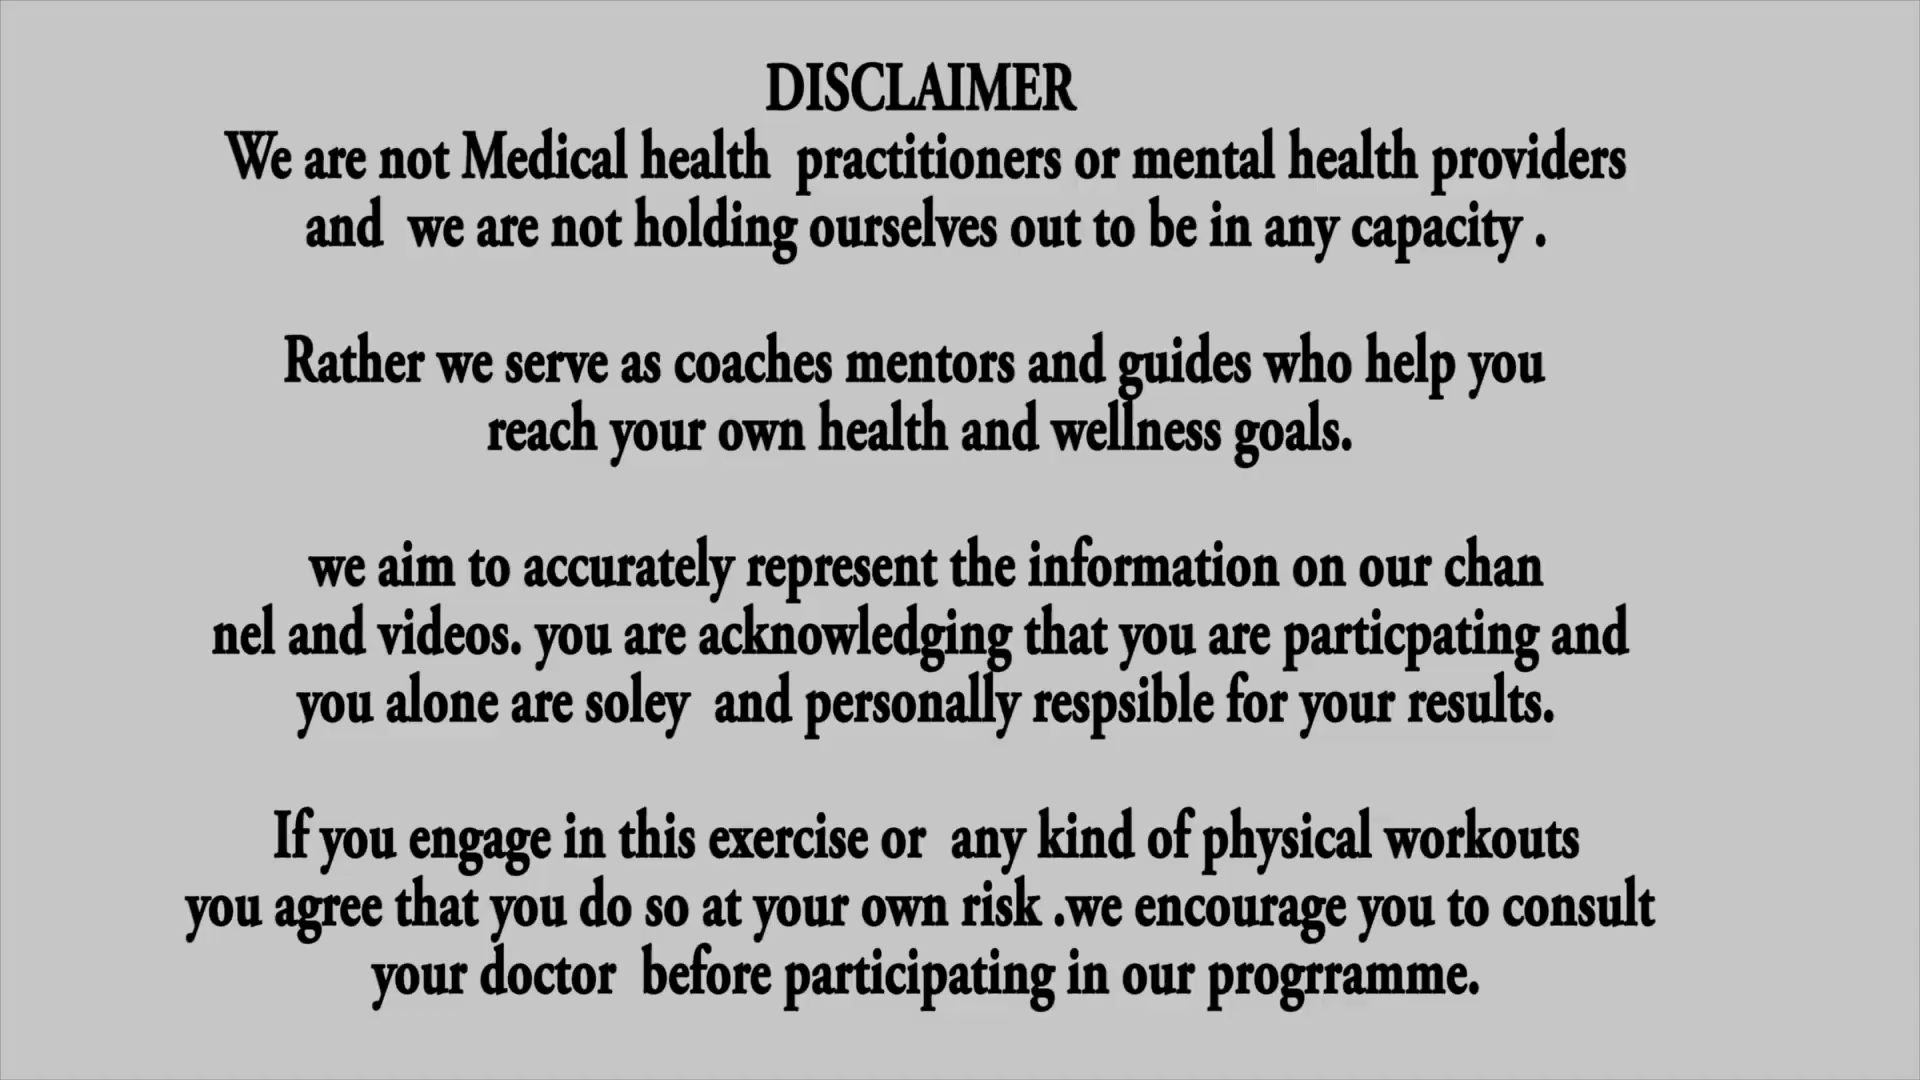 DISCLAIMER
We are not Medical health  practitioners or mental health providers
and  we are not holding ourselves out to be in any capacity .
Rather we serve as coaches mentors and guides who help you
reach your own health and wellness goals.
we aim to accurately represent the information on our chan
nel and videos. you are acknowledging that you are particpating and
you alone are soley  and personally respsible for your results.
If you engage in this exercise or  any kind of physical workouts
you agree that you do so at your own risk .we encourage you to consult
your doctor  before participating in our progrramme.